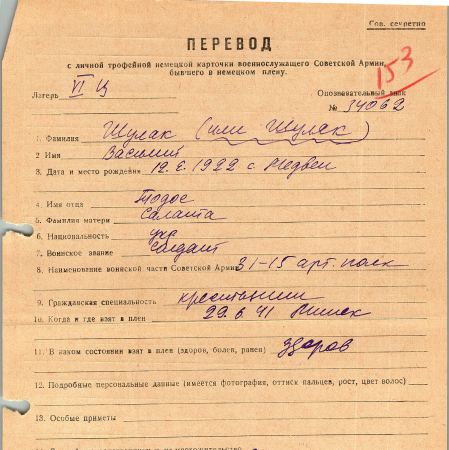 Сов. секретно
ПЕРЕВОД
с личной трофейной немецкой карточки военнослужащего Советской Армии,
бывшего в немецком плену.
153
Лагерь VI Ц Опознавательный знак
№ 34062
1. Фамилия Шулак (или Шулек)
2. Имя Василий
3. Дата и место рождения 12.2.1922 с
4. Имя отца Тодос
5. Фамилия матери
6. Национальность укр
7. Воинское звание солдат
8. Наименование воинской части Советской Армии 31-15 арт. полк
9. Гражданская специальность крестьянин
10. Когда и где взят в плен 29.6.41
11. В каком состоянии взят в плен (здоров, болен, ранен) здоров
12. Подробные персональные данные (имеется фотография, оттиск пальцев, рост, цвет волос)
13. Особые приметы